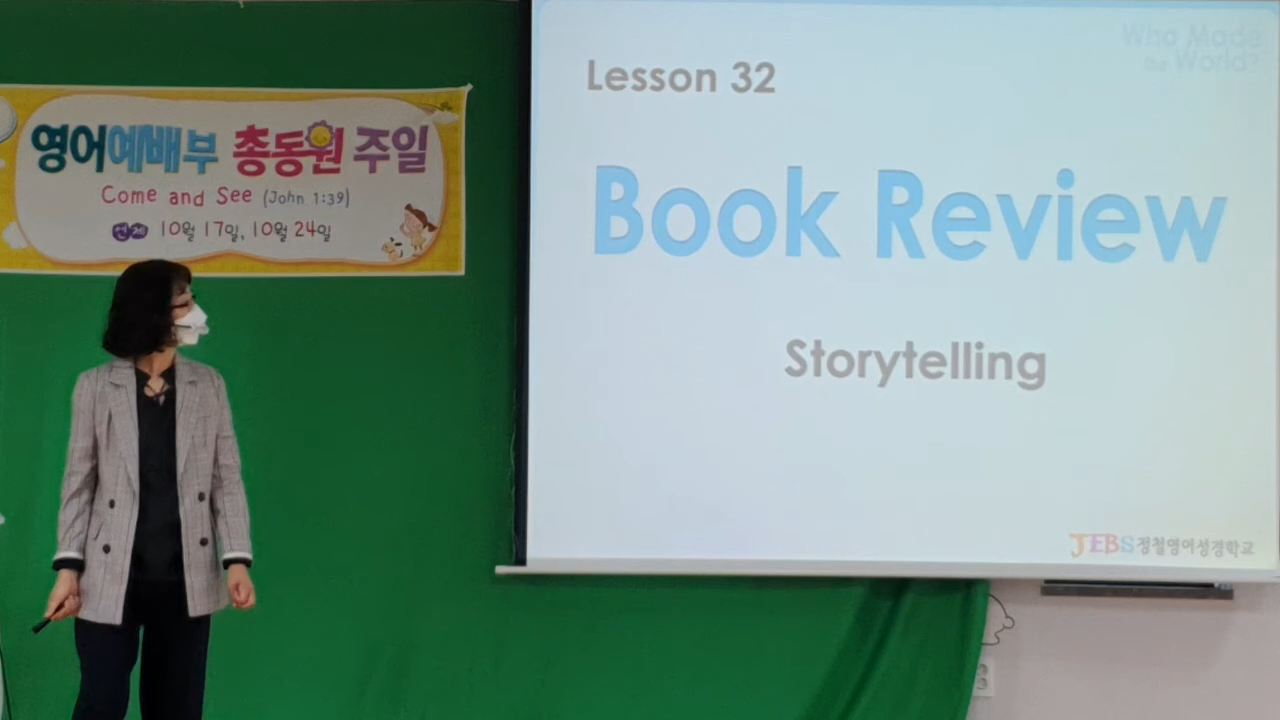 영어예배부 총동원 주일
Come and See (John 1:39)
언제 10월 17일, 10월 24일
Who Made
the World?
Lesson 32
Book Review
Storytelling
JEBS 정철영어성경학교